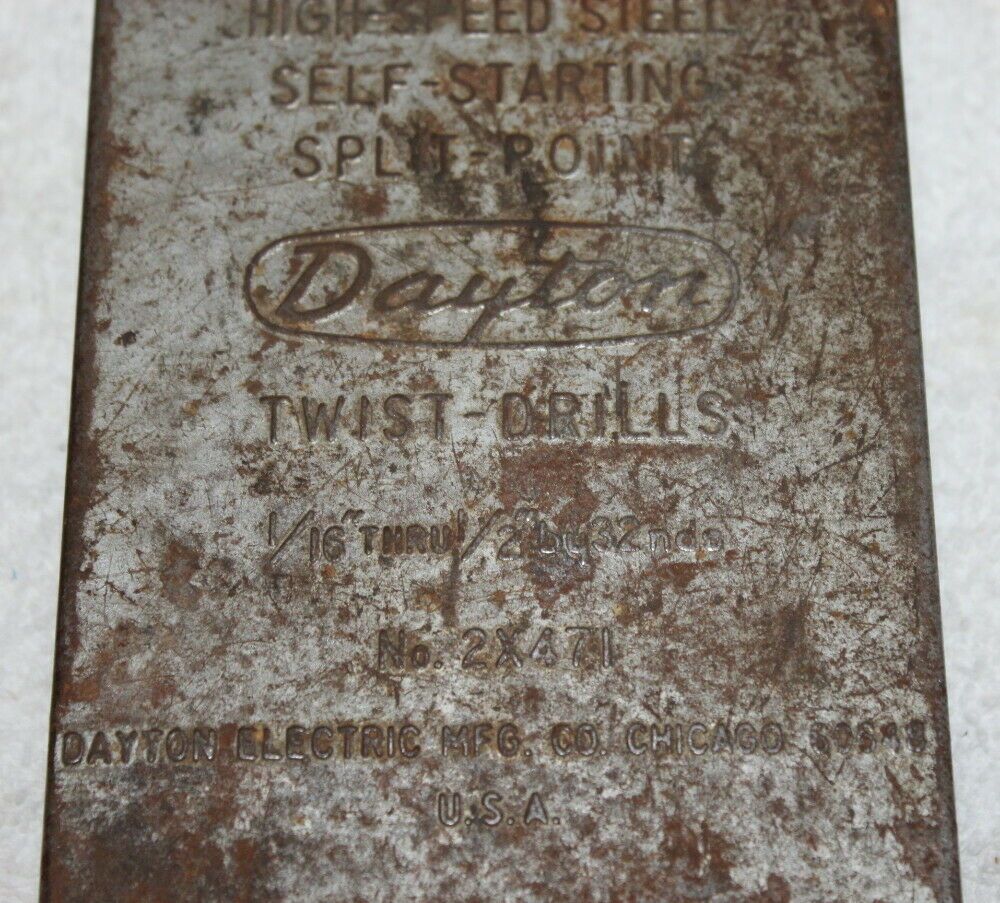 HIGH-SPEED STEEL
SELF-STARTING
SPLIT-POINT
Dayton
TWIST-DRILLS
1/16" THRU 1/2" by 32nds
No. 2X471
DAYTON ELECTRIC MFG. CO. CHICAGO 60648
U.S.A.